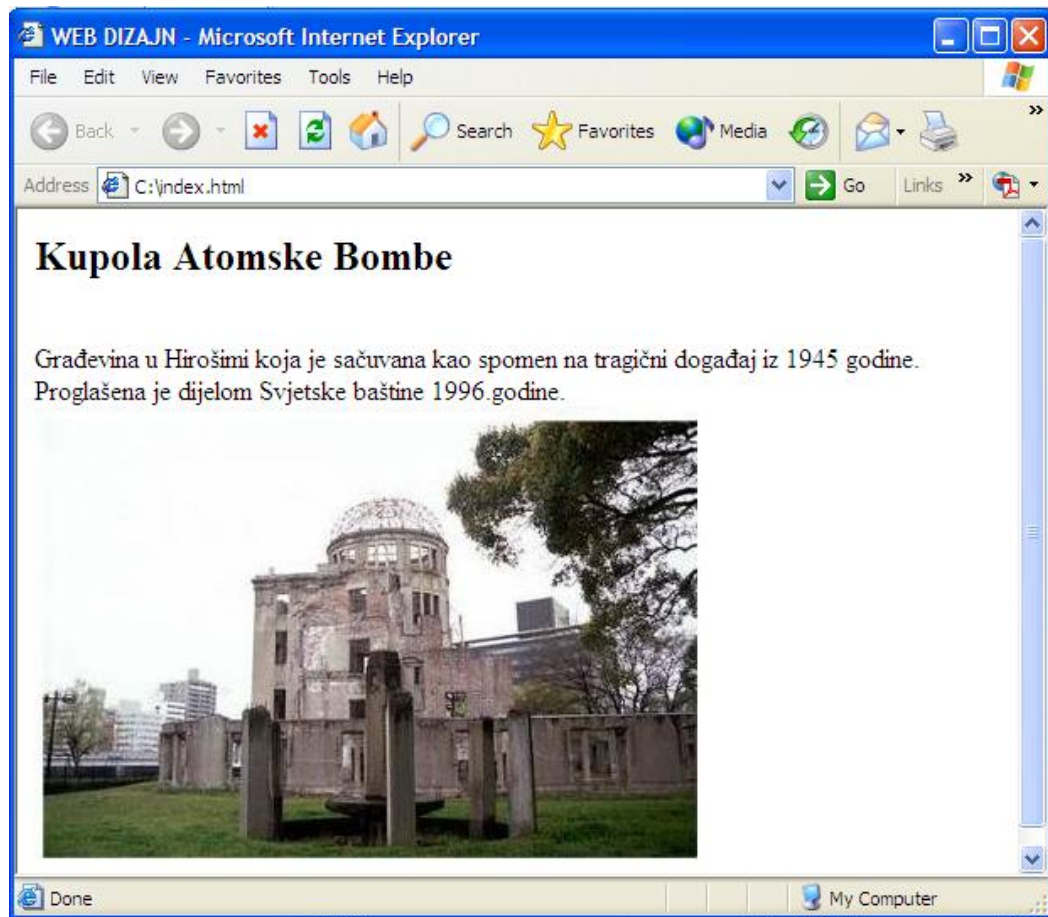 WEB DIZAJN - Microsoft Internet Explorer
File Edit View Favorites Tools Help
Back Search Favorites Media »
Address C:\index.html Go Links »
Kupola Atomske Bombe
Građevina u Hirošimi koja je sačuvana kao spomen na tragični događaj iz 1945 godine.
Proglašena je dijelom Svjetske baštine 1996.godine.
Done My Computer